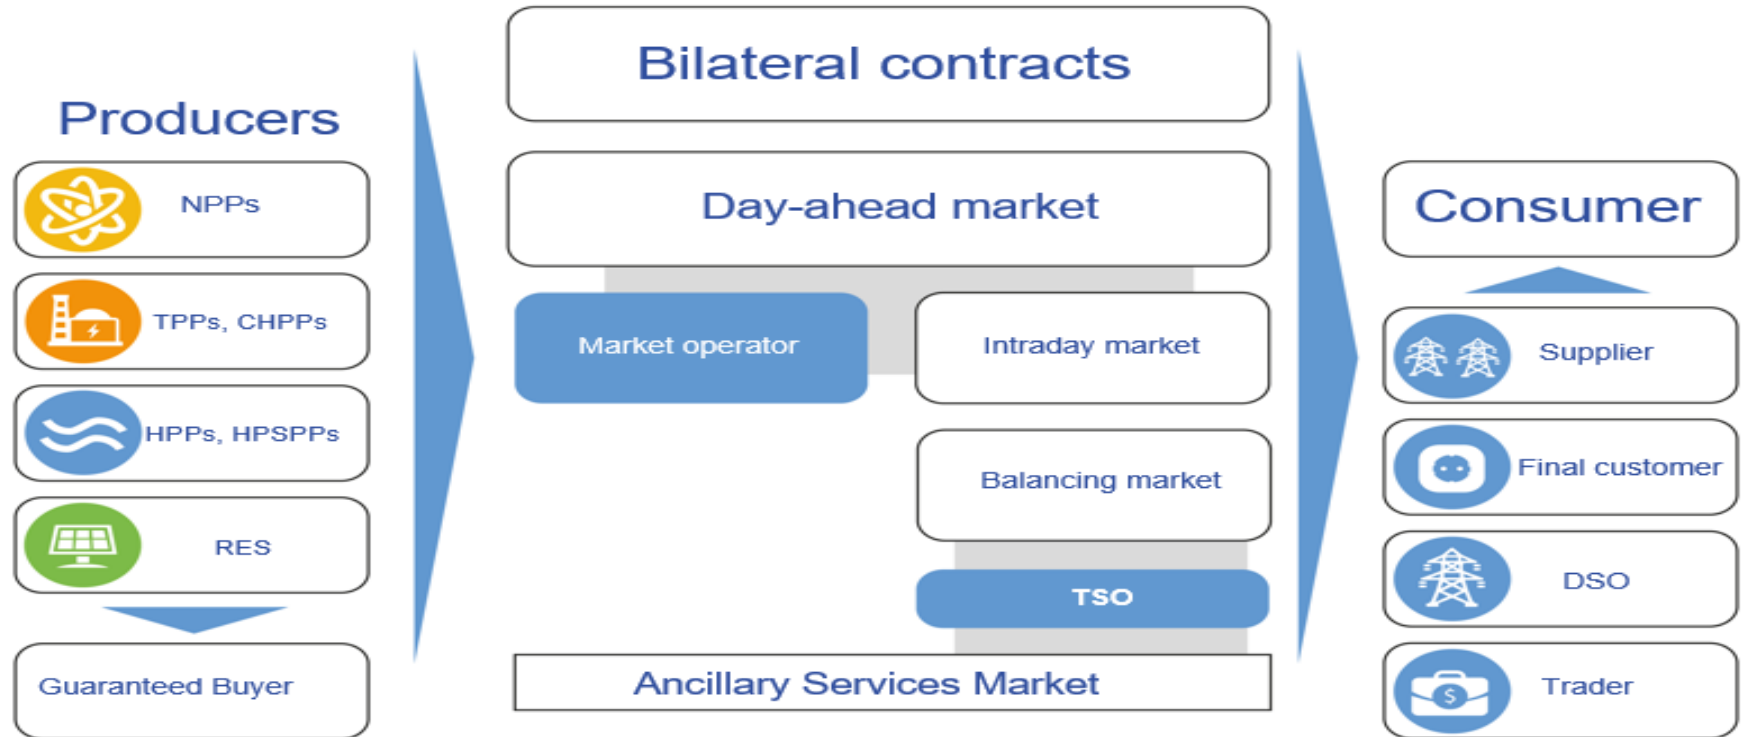 Producers
NPPs
TPPs, CHPPs
HPPs, HPSPPs
RES
Guaranteed Buyer
Bilateral contracts
Day-ahead market
Market operator
Intraday market
Balancing market
TSO
Ancillary Services Market
Consumer
Supplier
Final customer
DSO
$
Trader